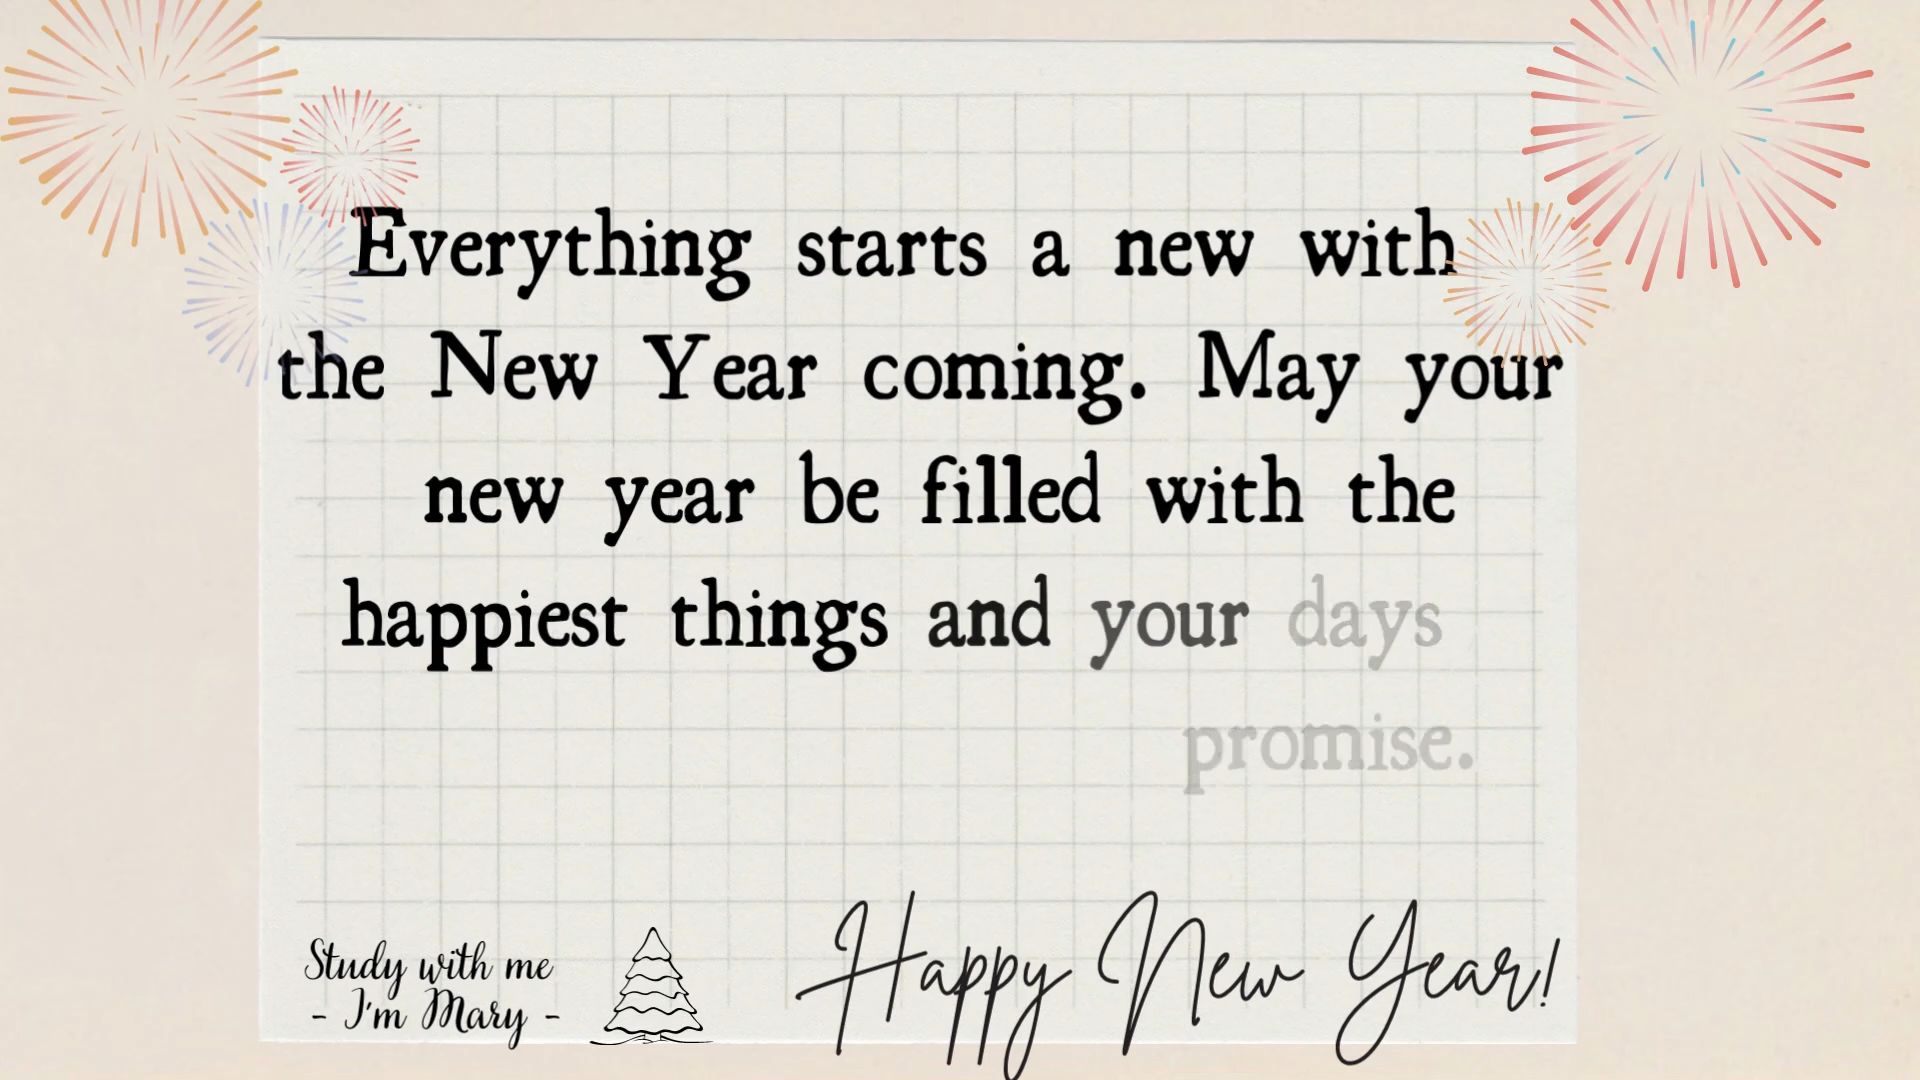 Everything starts a new with
the New Year coming. May your
new year be filled with the
happiest things and your days
promise.
Study with me
- I'm Mary -
Happy New Year!